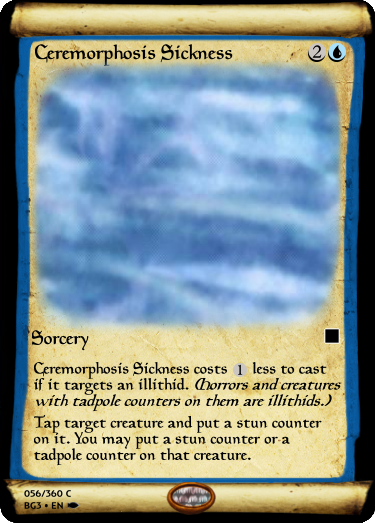 Ceremorphosis Sickness 2
Sorcery
Ceremorphosis Sickness costs 1 less to cast
if it targets an illithid. (Horrors and creatures
with tadpole counters on them are illithids.)
Tap target creature and put a stun counter
on it. You may put a stun counter or a
tadpole counter on that creature.
056/360 C
BG3 • EN